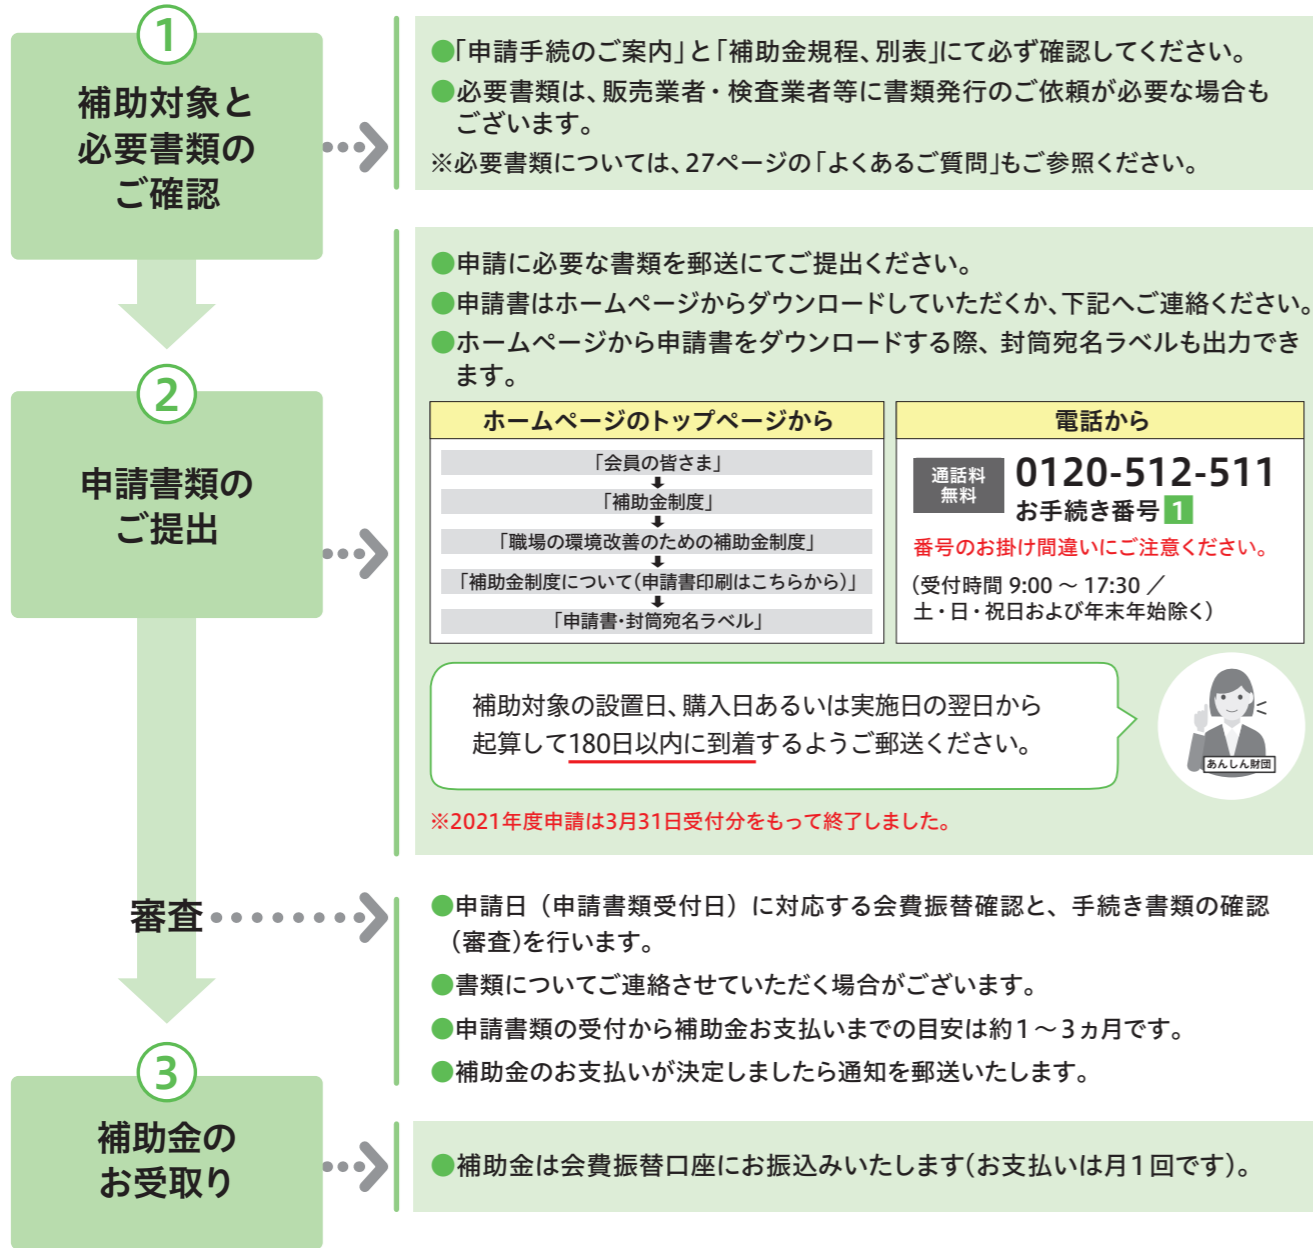 ①
補助対象と
必要書類の
ご確認
●「申請手続のご案内」と「補助金規程、別表」にて必ず確認してください。
●必要書類は、販売業者・検査業者等に書類発行のご依頼が必要な場合も
ございます。
※必要書類については、27ページの「よくあるご質問」もご参照ください。
②
申請書類の
ご提出
●申請に必要な書類を郵送にてご提出ください。
●申請書はホームページからダウンロードしていただくか、下記へご連絡ください。
●ホームページから申請書をダウンロードする際、封筒宛名ラベルも出力でき
ます。
ホームページのトップページから
「会員の皆さま」
⬇
「補助金制度」
⬇
「職場の環境改善のための補助金制度」
⬇
「補助金制度について(申請書印刷はこちらから)」
⬇
「申請書・封筒宛名ラベル」
電話から
通話料
無料
0120-512-511
お手続き番号 1
番号のお掛け間違いにご注意ください。
(受付時間 9:00 ～ 17:30 ／
土・日・祝日および年末年始除く)
補助対象の設置日、購入日あるいは実施日の翌日から
起算して180日以内に到着するようご郵送ください。
あんしん財団
※2021年度申請は3月31日受付分をもって終了しました。
審査
●申請日（申請書類受付日）に対応する会費振替確認と、手続き書類の確認
(審査)を行います。
●書類についてご連絡させていただく場合がございます。
●申請書類の受付から補助金お支払いまでの目安は約1～3ヵ月です。
●補助金のお支払いが決定しましたら通知を郵送いたします。
③
補助金の
お受取り
●補助金は会費振替口座にお振込みいたします(お支払いは月1回です)。